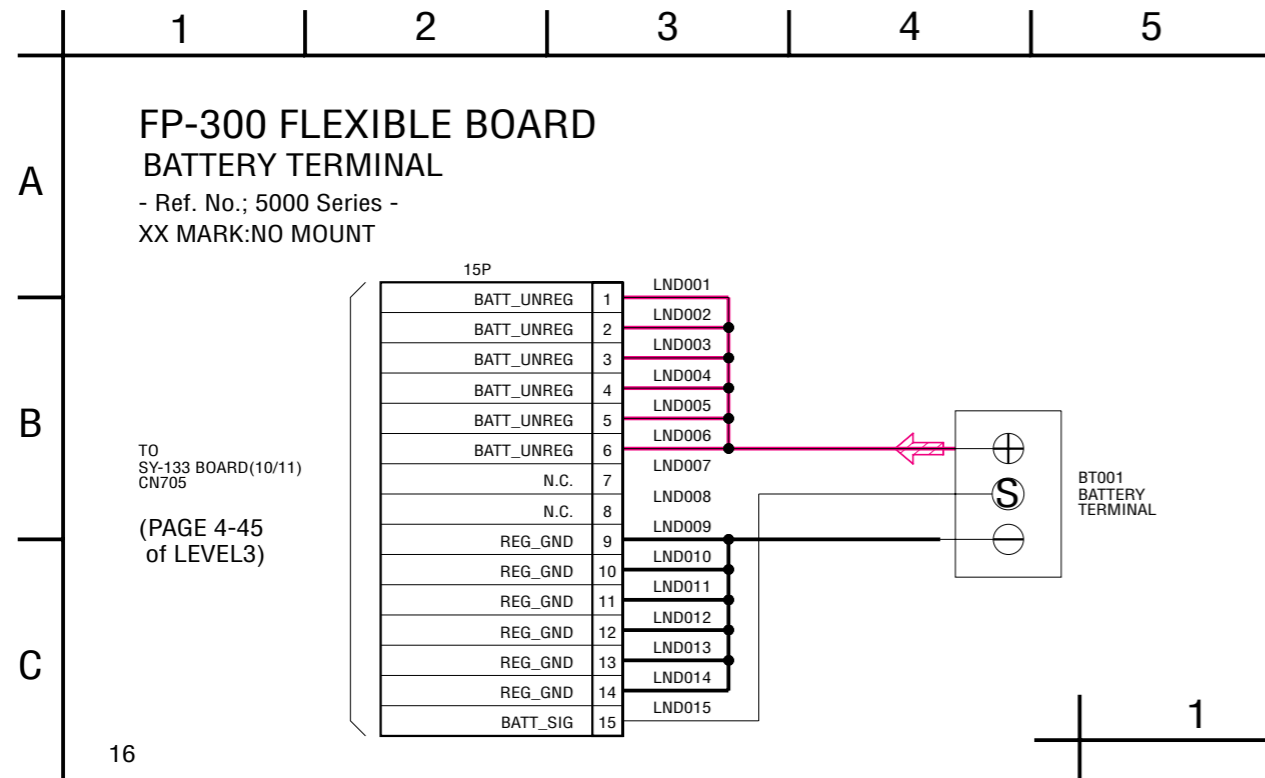 1 2 3 4 5
A
FP-300 FLEXIBLE BOARD
BATTERY TERMINAL
- Ref. No.; 5000 Series -
XX MARK:NO MOUNT
15P
BATT_UNREG 1 LND001
BATT_UNREG 2 LND002
BATT_UNREG 3 LND003
BATT_UNREG 4 LND004
B
BATT_UNREG 5 LND005
BATT_UNREG 6 LND006
N.C. 7 LND007
N.C. 8 LND008
REG_GND 9 LND009
REG_GND 10 LND010
REG_GND 11 LND011
REG_GND 12 LND012
C
REG_GND 13 LND013
REG_GND 14 LND014
BATT_SIG 15 LND015
TO
SY-133 BOARD(10/11)
CN705
(PAGE 4-45
of LEVEL3)
+
S
−
BT001
BATTERY
TERMINAL
1
16